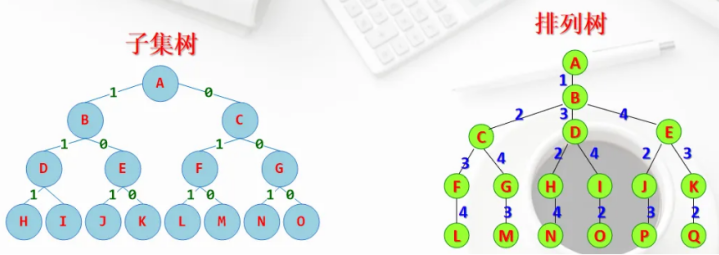 子集树
A
1 0
B C
1 0 1 0
D E F G
1 1 0 1 0 1 0
H I J K L M N O
排列树
A
1
B
2 3 4
C D E
3 4 2 4 2 3
F G H I J K
4 3 4 2 3 2
L M N O P Q